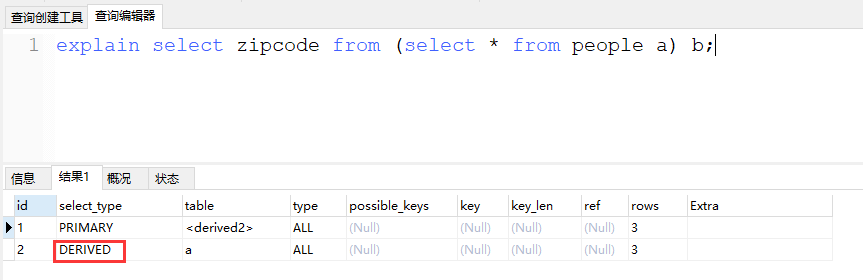 查询创建工具 查询编辑器
1 explain select zipcode from (select * from people a) b;
信息 结果1 概况 状态
id select_type table type possible_keys key key_len ref rows Extra
1 PRIMARY <derived2> ALL (Null) (Null) (Null) (Null) 3
2 DERIVED a ALL (Null) (Null) (Null) (Null) 3